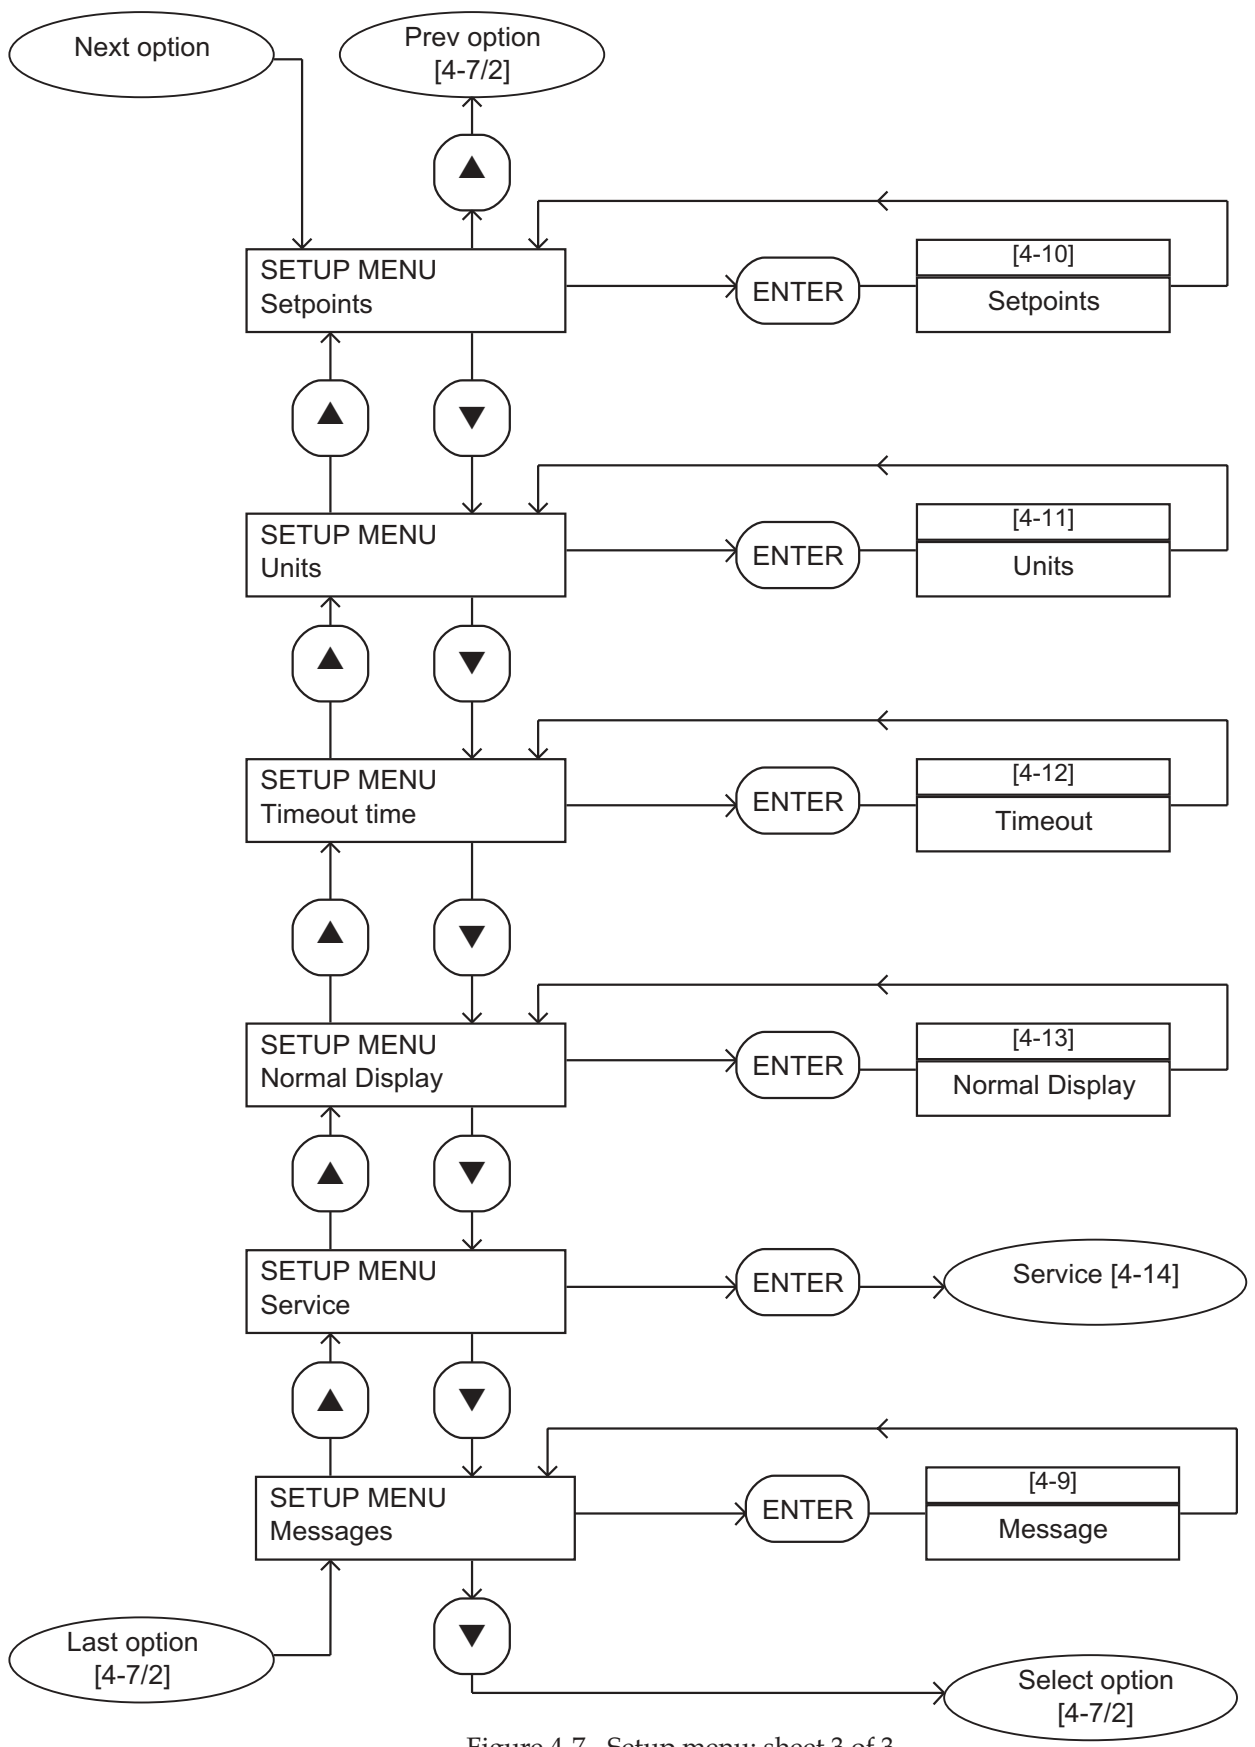 Next option
Prev option
[4-7/2]
▲
SETUP MENU
Setpoints
ENTER
[4-10]
Setpoints
▲
▼
SETUP MENU
Units
ENTER
[4-11]
Units
▲
▼
SETUP MENU
Timeout time
ENTER
[4-12]
Timeout
▲
▼
SETUP MENU
Normal Display
ENTER
[4-13]
Normal Display
▲
▼
SETUP MENU
Service
ENTER
Service [4-14]
▲
▼
SETUP MENU
Messages
ENTER
[4-9]
Message
Last option
[4-7/2]
▼
Select option
[4-7/2]
Figure 4-7 Setup menu: sheet 3 of 3